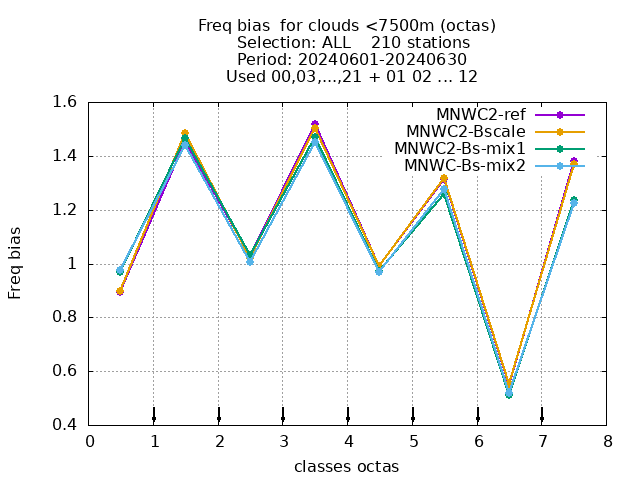 Freq bias  for clouds <7500m (octas)
Selection: ALL    210 stations
Period: 20240601-20240630
Used 00,03,...,21 + 01 02 ... 12
MNWC2-ref
MNWC2-Bscale
MNWC2-Bs-mix1
MNWC-Bs-mix2
1.6
1.4
1.2
1
0.8
0.6
0.4
Freq bias
0 1 2 3 4 5 6 7 8
classes octas